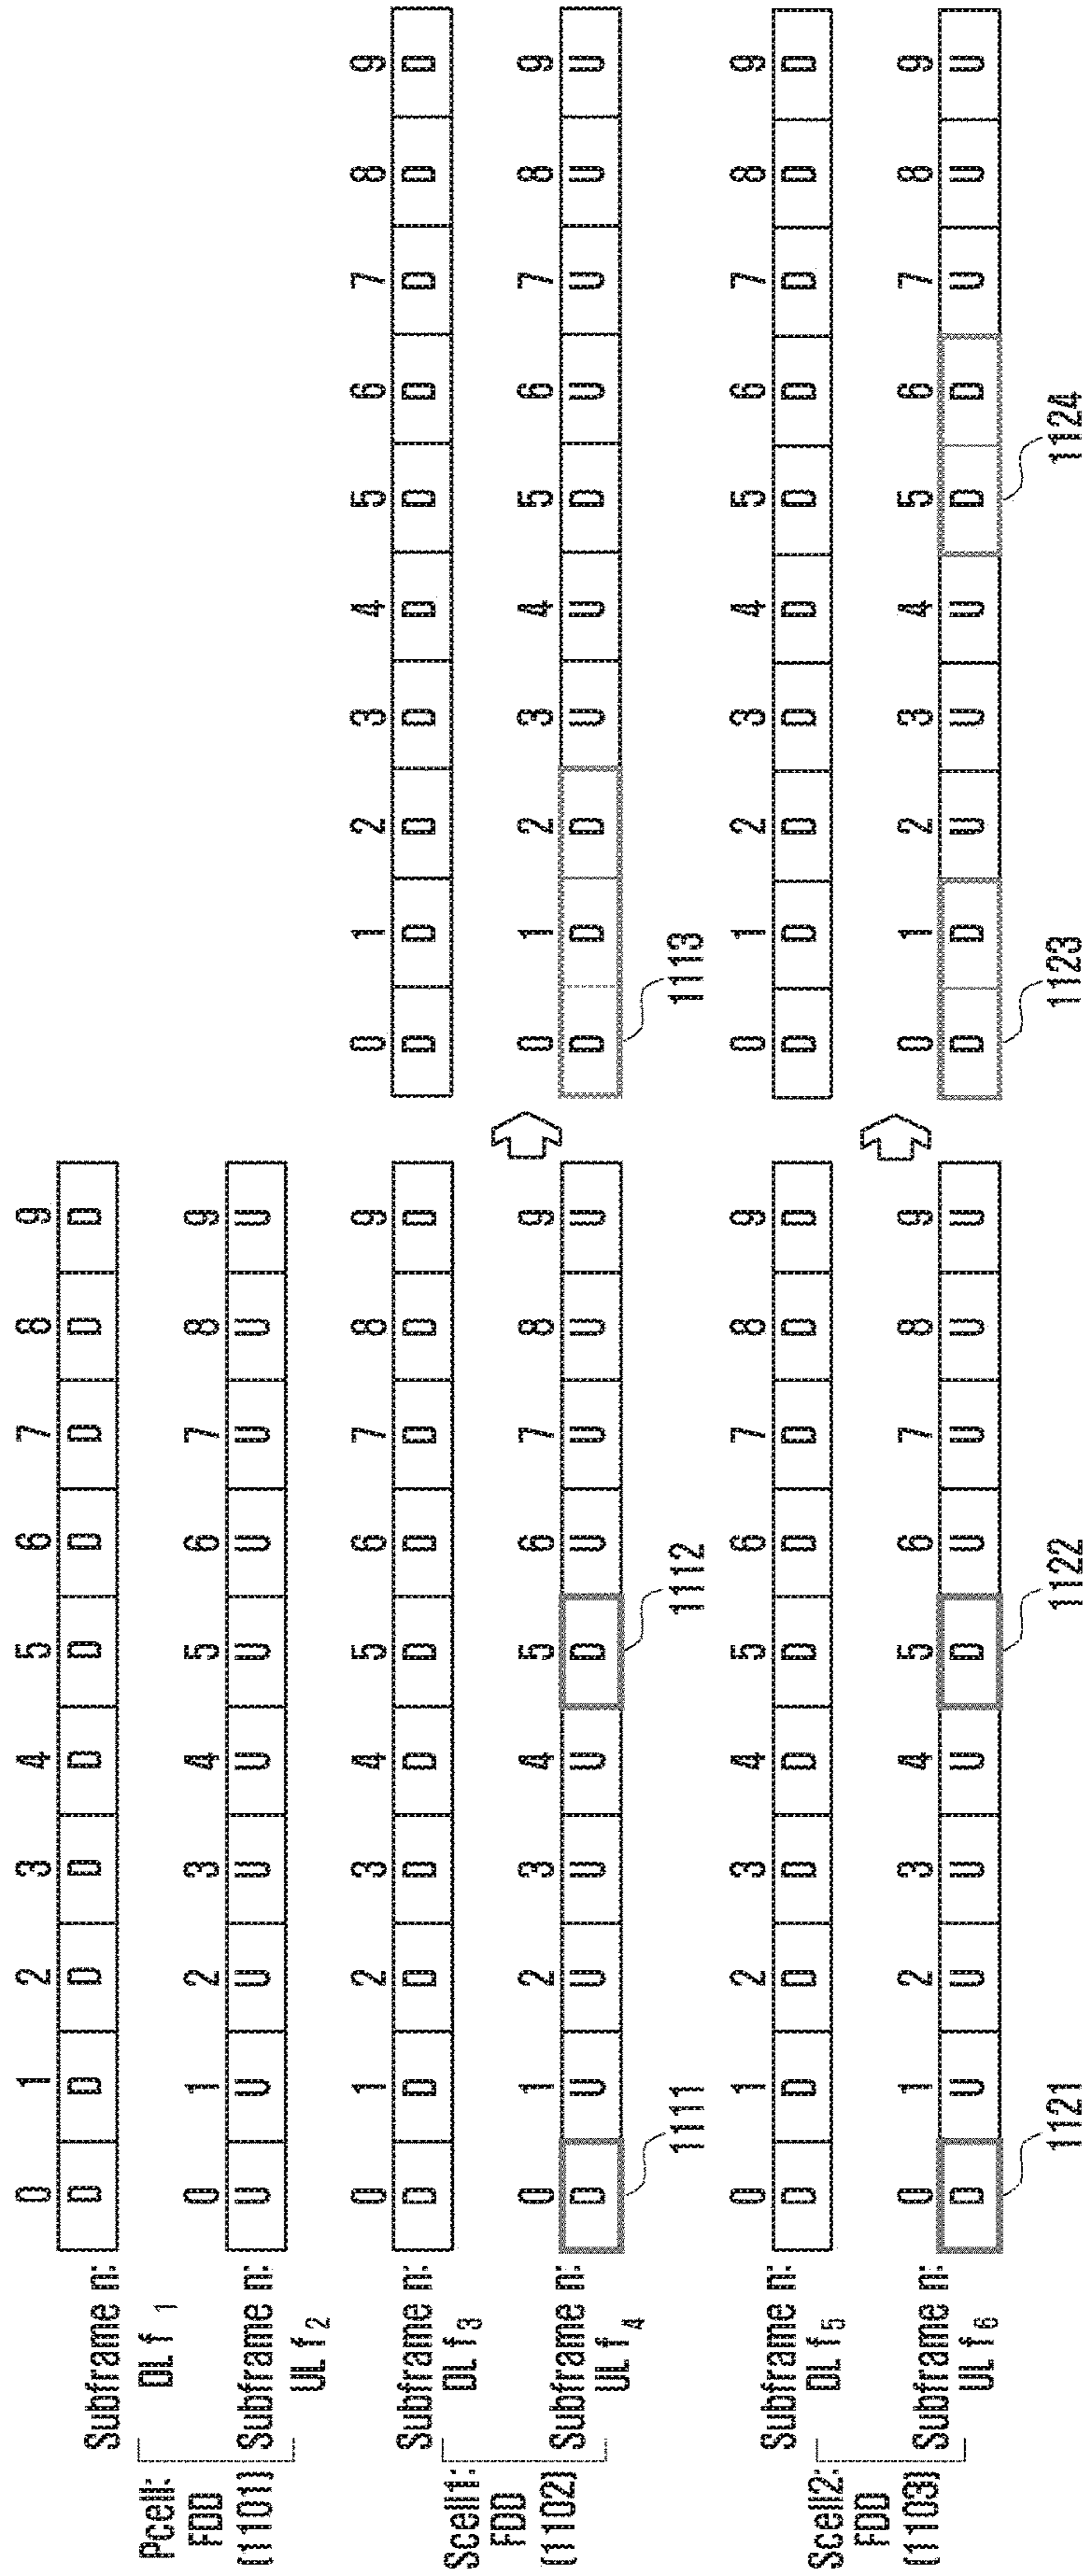 Pcell:
FDD
(1101)
Subframe n:
DL f 1
0 1 2 3 4 5 6 7 8 9
D D D D D D D D D D
Subframe n:
UL f2
0 1 2 3 4 5 6 7 8 9
U U U U U U U U U U
Scell1:
FDD
(1102)
Subframe n:
DL f3
0 1 2 3 4 5 6 7 8 9
D D D D D D D D D D
0 1 2 3 4 5 6 7 8 9
D D D D D D D D D D
Subframe n:
UL f4
0 1 2 3 4 5 6 7 8 9
D U U U U D U U U U
0 1 2 3 4 5 6 7 8 9
D D D U U D U U U U
1111
1112
1113
Scell2:
FDD
(1103)
Subframe n:
DL f5
0 1 2 3 4 5 6 7 8 9
D D D D D D D D D D
0 1 2 3 4 5 6 7 8 9
D D D D D D D D D D
Subframe n:
UL f6
0 1 2 3 4 5 6 7 8 9
D U U U U D U U U U
0 1 2 3 4 5 6 7 8 9
D D U U U D D U U U
1121
1122
1123
1124